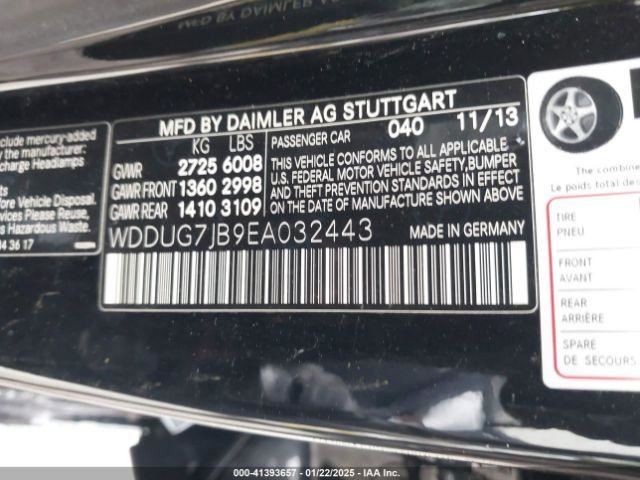 MFD BY DAIMLER AG STUTTGART
KG LBS
GVWR 2725 6008
GAWR FRONT 1360 2998
GAWR REAR 1410 3109
PASSENGER CAR 040 11/13
THIS VEHICLE CONFORMS TO ALL APPLICABLE
U.S. FEDERAL MOTOR VEHICLE SAFETY, BUMPER
AND THEFT PREVENTION STANDARDS IN EFFECT
ON THE DATE OF MANUFACTURE SHOWN ABOVE
WDDUG7JB9EA032443 MADE IN GERMANY
include mercury-added
the manufacturer:
charge Headlamps
ts
fore Vehicle Disposal.
vices Please Reuse,
s Hazardous Waste.
4 36 17
The combine
Le poids total des
TIRE
PNEU
FRONT
AVANT
REAR
ARRIÈRE
SPARE
DE SECOURS
000-41393657 - 01/22/2025 - IAA Inc.